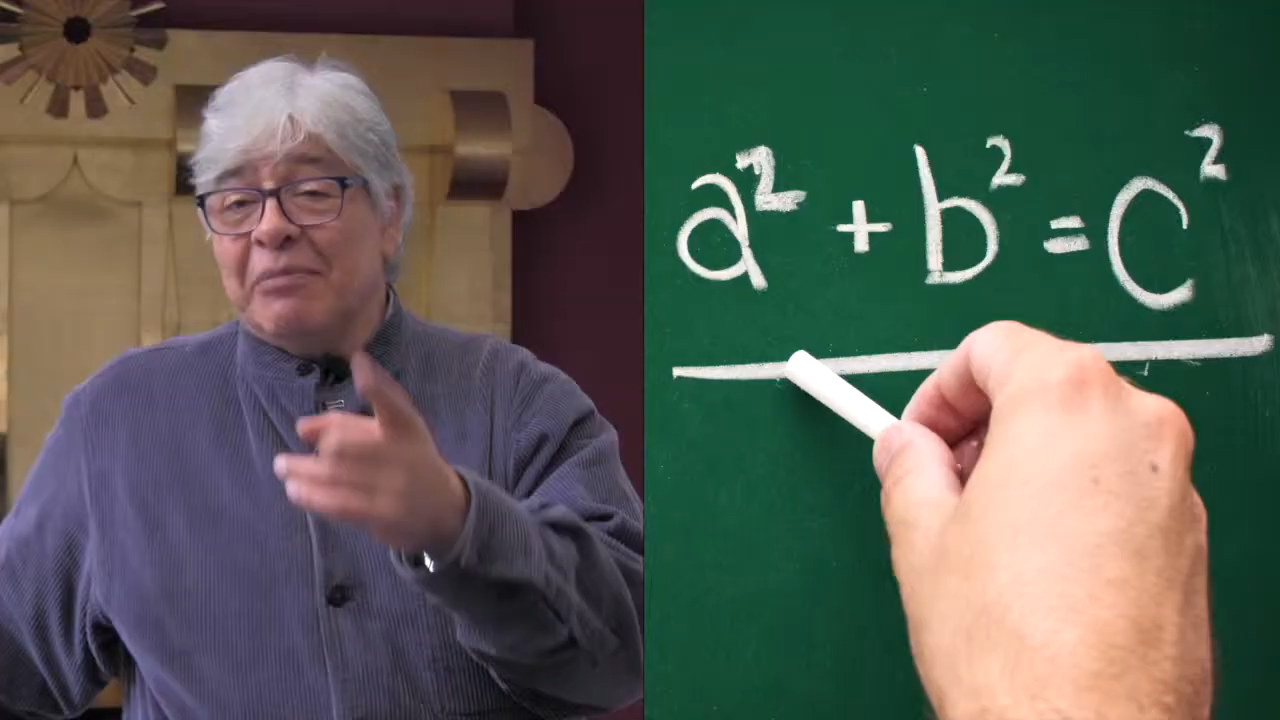 a² + b² = c²